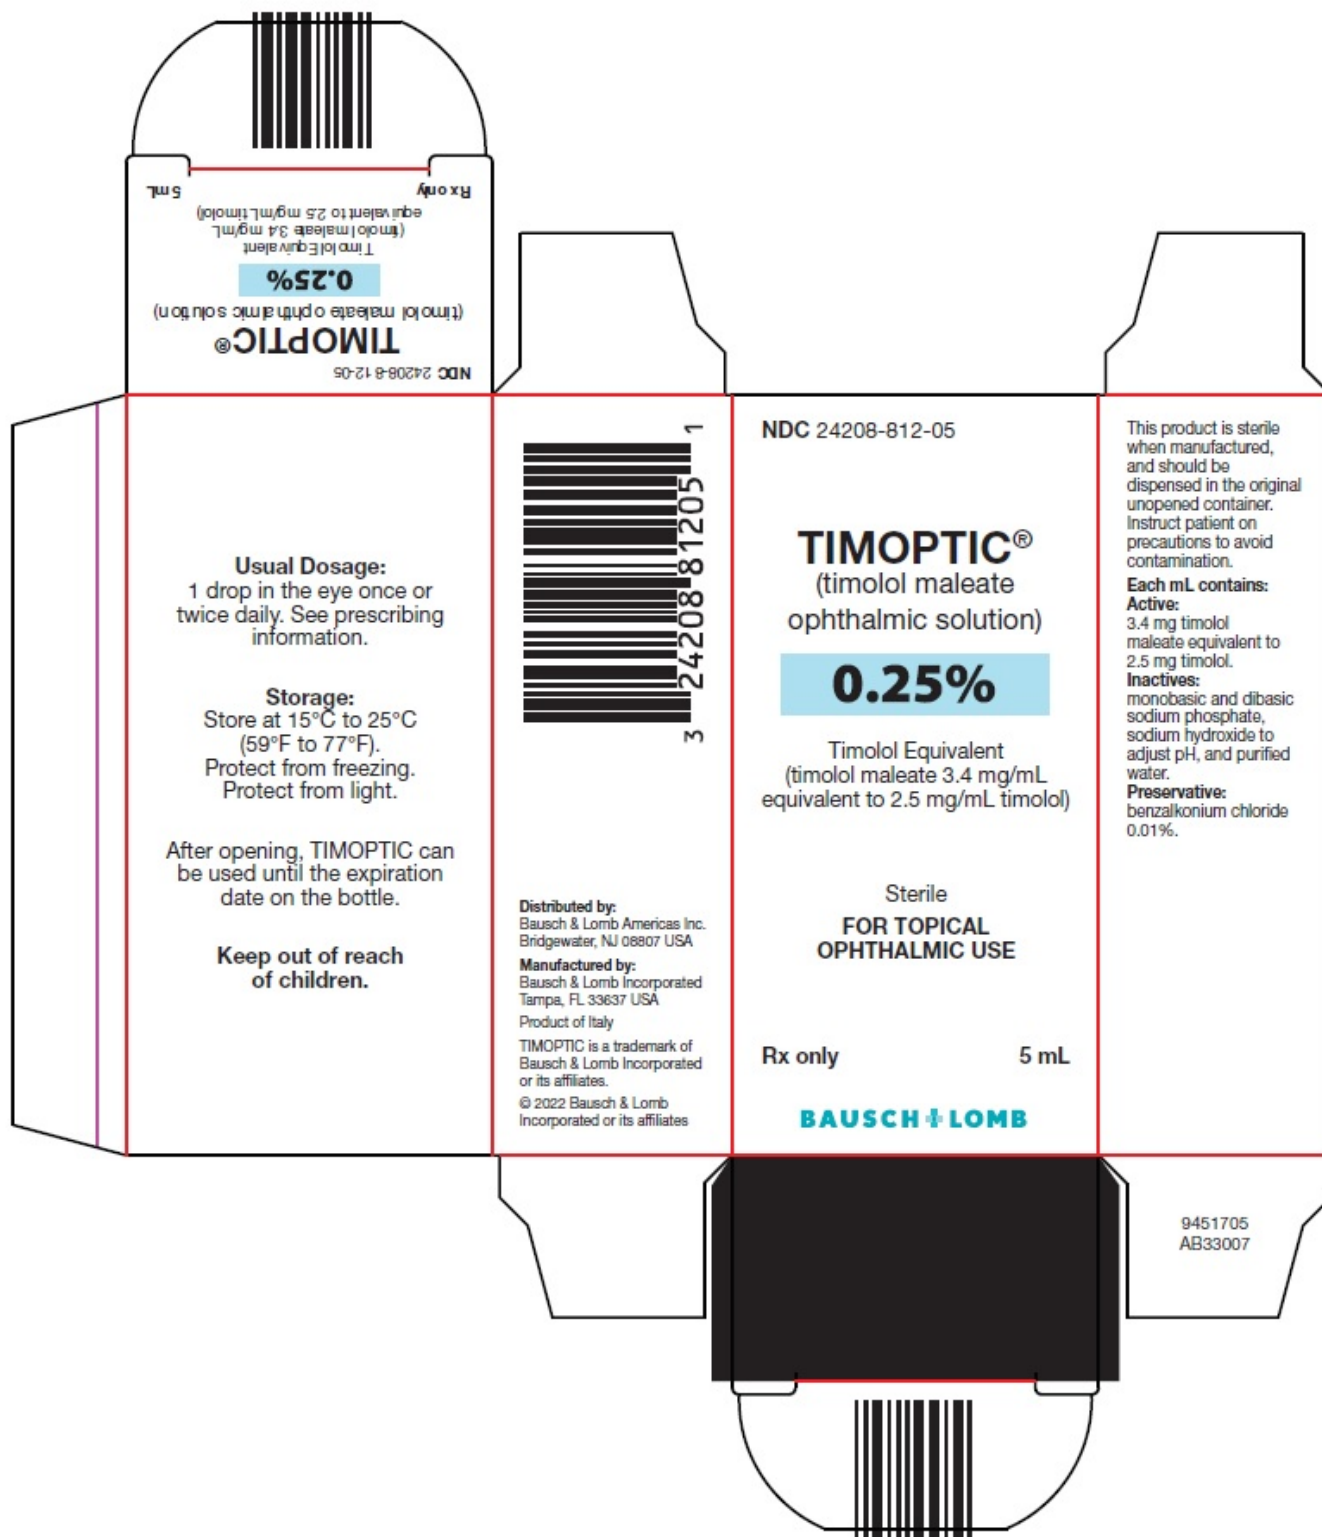 NDC 24208-812-05
TIMOPTIC®
(timolol maleate ophthalmic solution)
0.25%
Timolol Equivalent
(timolol maleate 3.4 mg/mL
equivalent to 2.5 mg/mL timolol)
Rx only 5 mL
Usual Dosage:
1 drop in the eye once or
twice daily. See prescribing
information.
Storage:
Store at 15°C to 25°C
(59°F to 77°F).
Protect from freezing.
Protect from light.
After opening, TIMOPTIC can
be used until the expiration
date on the bottle.
Keep out of reach
of children.
3 24208 81205 1
Distributed by:
Bausch & Lomb Americas Inc.
Bridgewater, NJ 08807 USA
Manufactured by:
Bausch & Lomb Incorporated
Tampa, FL 33637 USA
Product of Italy
TIMOPTIC is a trademark of
Bausch & Lomb Incorporated
or its affiliates.
© 2022 Bausch & Lomb
Incorporated or its affiliates
NDC 24208-812-05
TIMOPTIC®
(timolol maleate
ophthalmic solution)
0.25%
Timolol Equivalent
(timolol maleate 3.4 mg/mL
equivalent to 2.5 mg/mL timolol)
Sterile
FOR TOPICAL
OPHTHALMIC USE
Rx only 5 mL
BAUSCH + LOMB
This product is sterile
when manufactured,
and should be
dispensed in the original
unopened container.
Instruct patient on
precautions to avoid
contamination.
Each mL contains:
Active:
3.4 mg timolol
maleate equivalent to
2.5 mg timolol.
Inactives:
monobasic and dibasic
sodium phosphate,
sodium hydroxide to
adjust pH, and purified
water.
Preservative:
benzalkonium chloride
0.01%.
9451705
AB33007